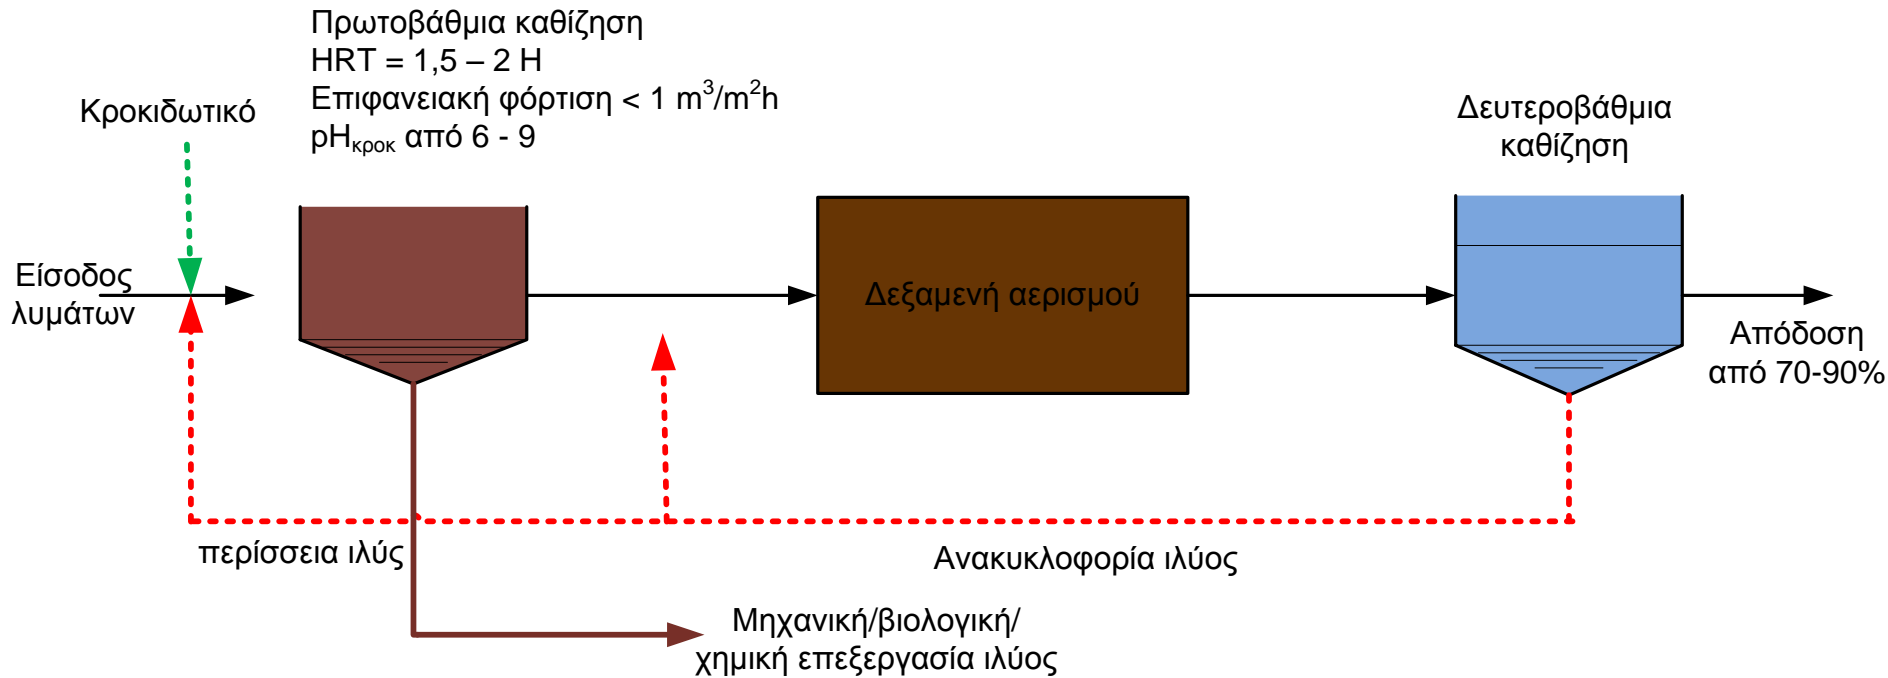 Πρωτοβάθμια καθίζηση
HRT = 1,5 – 2 H
Επιφανειακή φόρτιση < 1 m³/m²h
pHκροκ από 6 - 9
Κροκιδωτικό
Δευτεροβάθμια
καθίζηση
Είσοδος
λυμάτων
Δεξαμενή αερισμού
Απόδοση
από 70-90%
περίσσεια ιλύς
Ανακυκλοφορία ιλύος
Μηχανική/βιολογική/
χημική επεξεργασία ιλύος